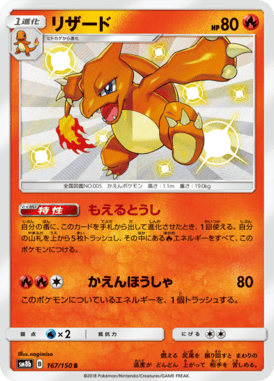 1進化
リザード
HP 80
ヒトカゲから進化
全国図鑑NO.005 かえんポケモン 高さ：1.1m 重さ：19.0kg
特性 もえるとうし
自分の番に、このカードを手札から出して進化させたとき、1回使える。自分の山札を上から5枚トラッシュし、その中にある エネルギーをすべて、このポケモンにつける。
かえんほうしゃ 80
このポケモンについているエネルギーを、1個トラッシュする。
弱点 ×2 抵抗力 にげる
illus. nagimiso
sm8b 167/150 S
©2018 Pokémon/Nintendo/Creatures/GAME FREAK.